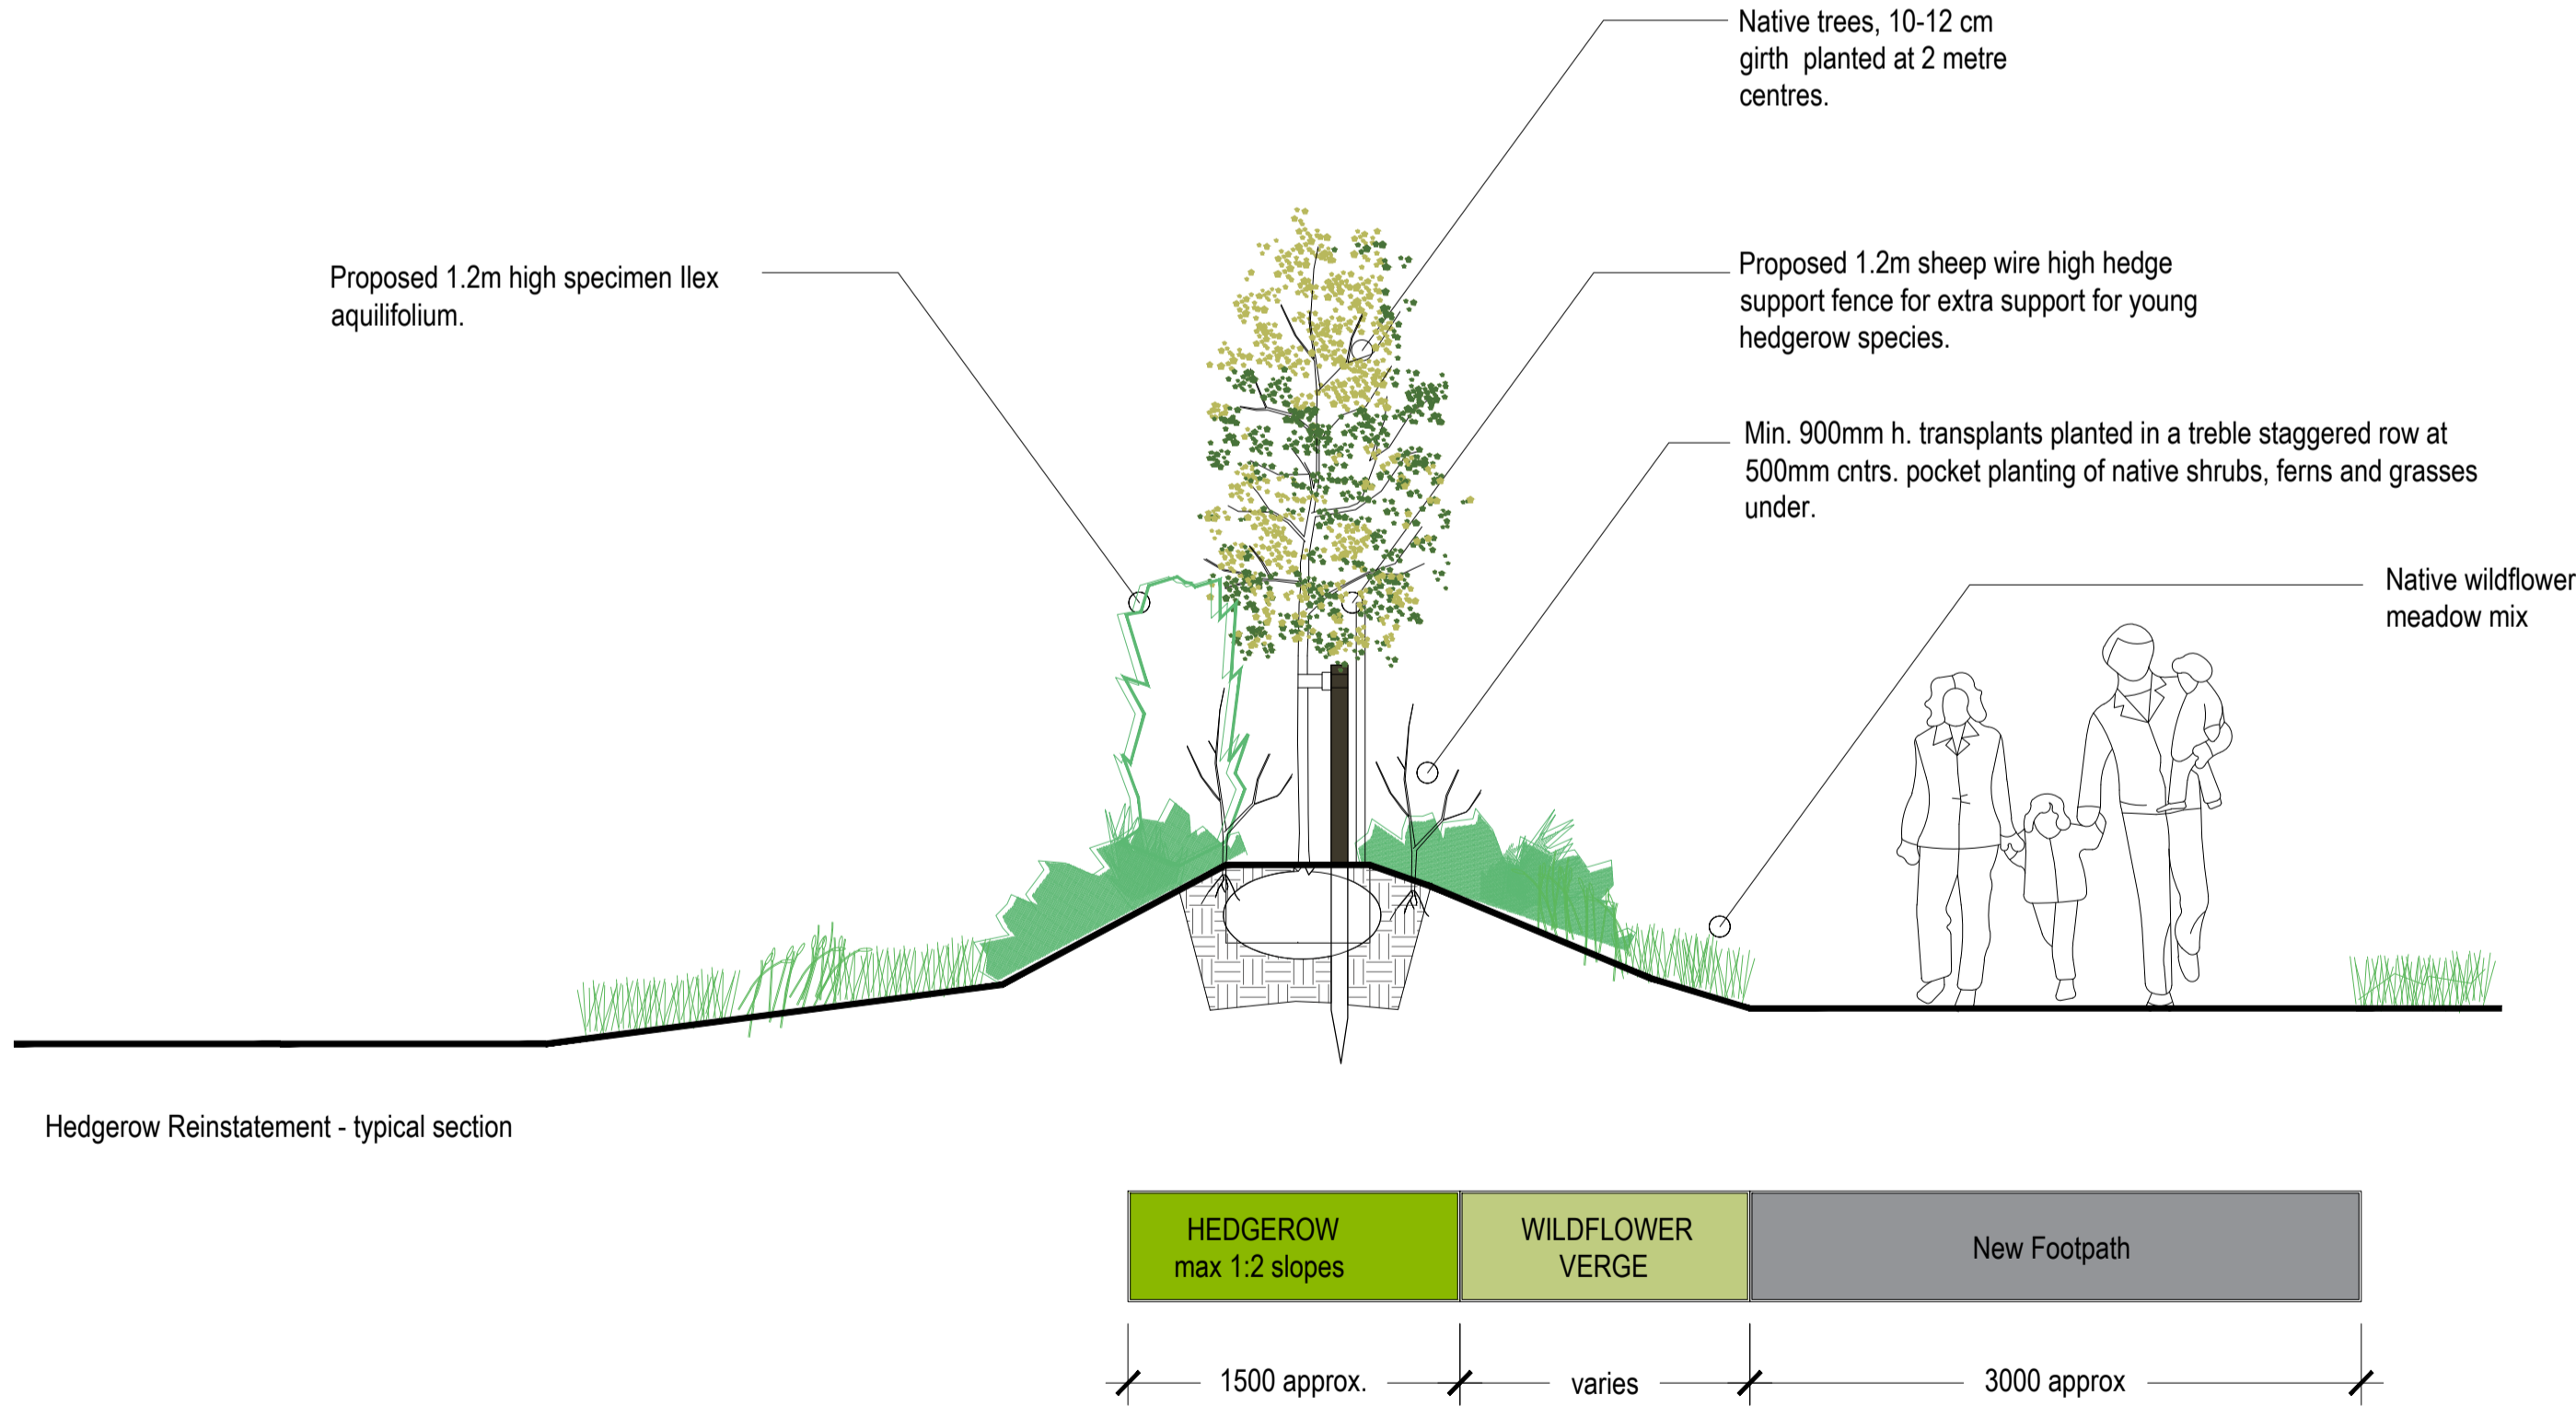 Native trees, 10-12 cm
girth planted at 2 metre
centres.
Proposed 1.2m high specimen Ilex
aquilifolium.
Proposed 1.2m sheep wire high hedge
support fence for extra support for young
hedgerow species.
Min. 900mm h. transplants planted in a treble staggered row at
500mm cntrs. pocket planting of native shrubs, ferns and grasses
under.
Native wildflower
meadow mix
Hedgerow Reinstatement - typical section
HEDGEROW
max 1:2 slopes
WILDFLOWER
VERGE
New Footpath
1500 approx.
varies
3000 approx